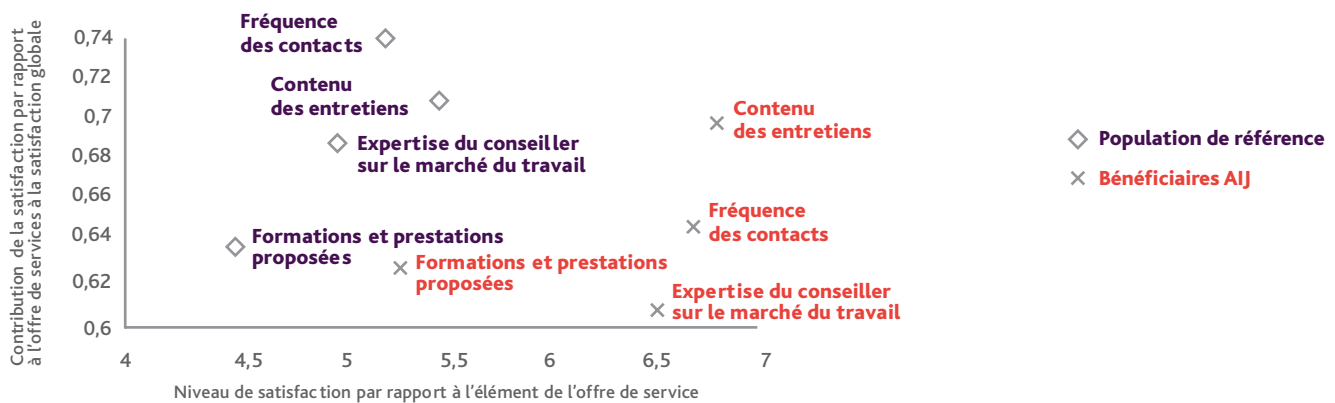 Contribution de la satisfaction par rapport
à l'offre de services à la satisfaction globale
0,74
0,72
0,7
0,68
0,66
0,64
0,62
0,6
4
4,5
5
5,5
6
6,5
7
Niveau de satisfaction par rapport à l'élément de l'offre de service
Fréquence
des contacts
Contenu
des entretiens
Expertise du conseiller
sur le marché du travail
Formations et prestations
proposées
Contenu
des entretiens
Fréquence
des contacts
Formations et prestations
proposées
Expertise du conseiller
sur le marché du travail
Population de référence
Bénéficiaires AIJ